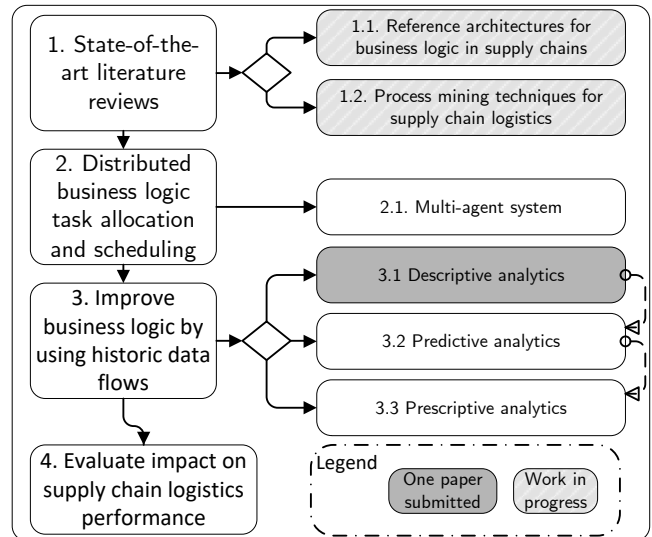 1. State-of-the-
art literature
reviews
1.1. Reference architectures for
business logic in supply chains
1.2. Process mining techniques for
supply chain logistics
2. Distributed
business logic
task allocation
and scheduling
2.1. Multi-agent system
3. Improve
business logic by
using historic data
flows
3.1 Descriptive analytics
3.2 Predictive analytics
3.3 Prescriptive analytics
4. Evaluate impact on
supply chain logistics
performance
Legend
One paper
submitted
Work in
progress